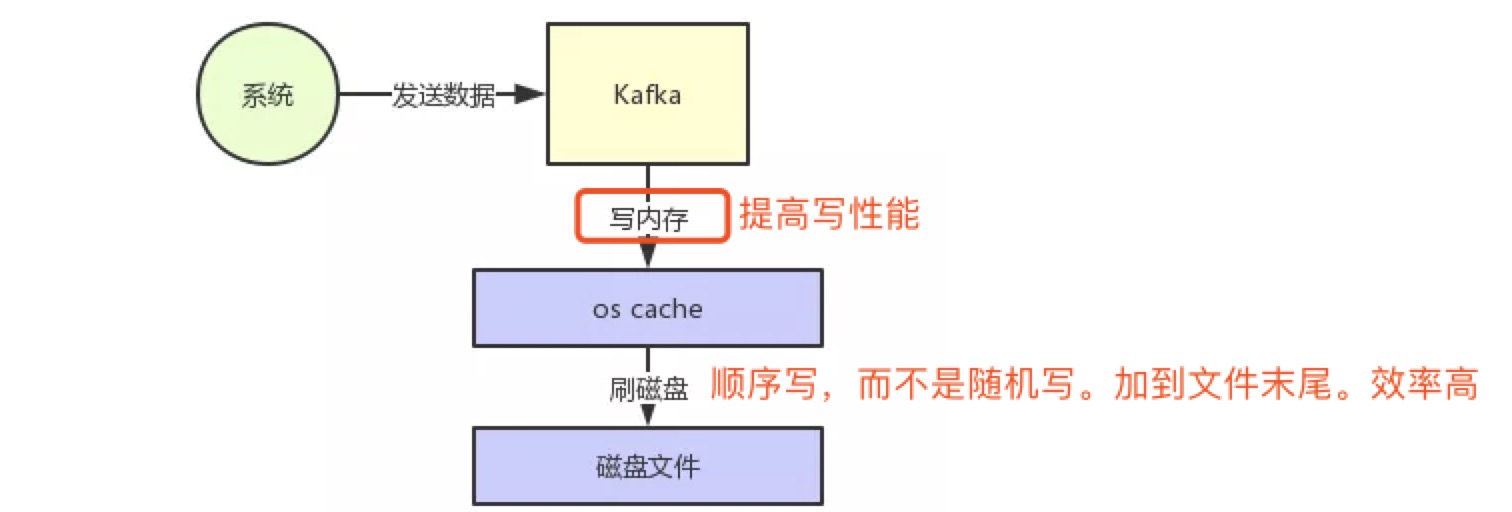 系统
发送数据
Kafka
写内存
提高写性能
os cache
刷磁盘
顺序写，而不是随机写。加到文件末尾。效率高
磁盘文件